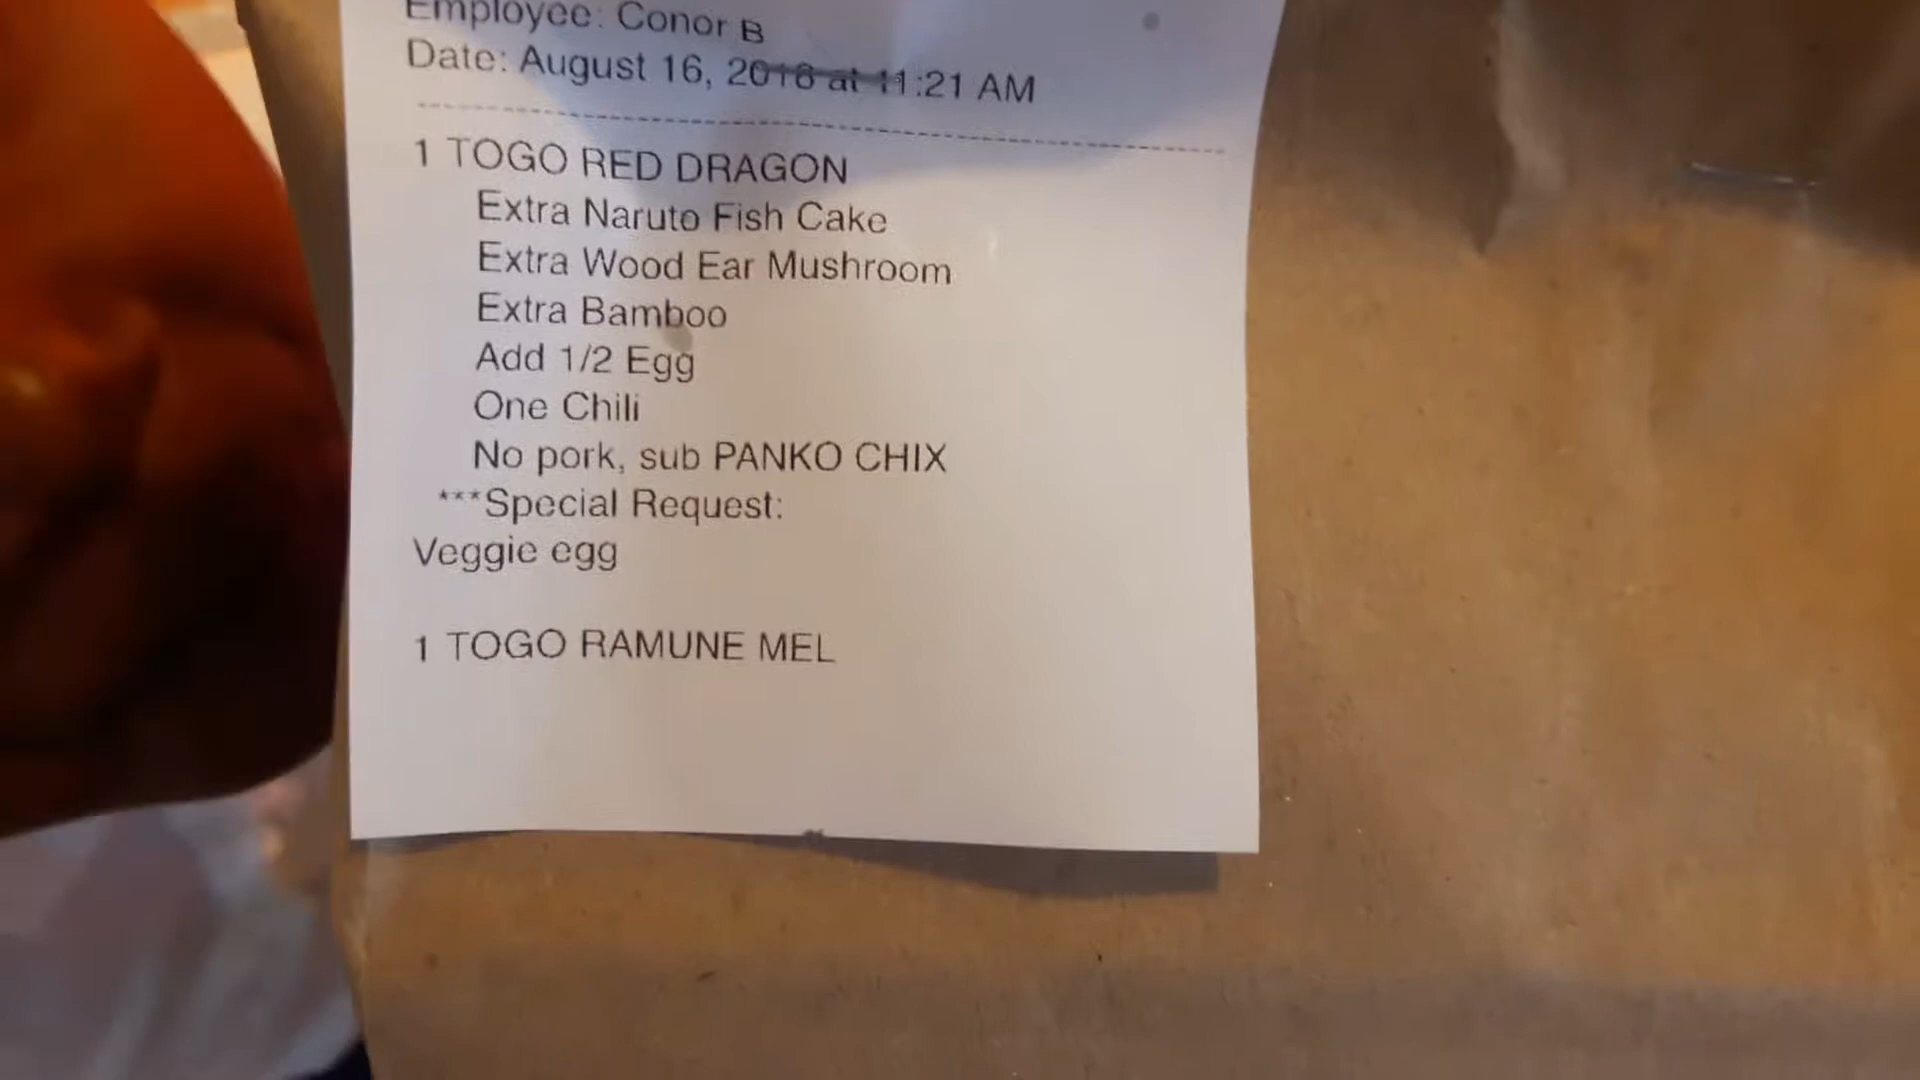 Employee: Conor B
Date: August 16, 2018 at 11:21 AM
1 TOGO RED DRAGON
Extra Naruto Fish Cake
Extra Wood Ear Mushroom
Extra Bamboo
Add 1/2 Egg
One Chili
No pork, sub PANKO CHIX
***Special Request:
Veggie egg
1 TOGO RAMUNE MEL